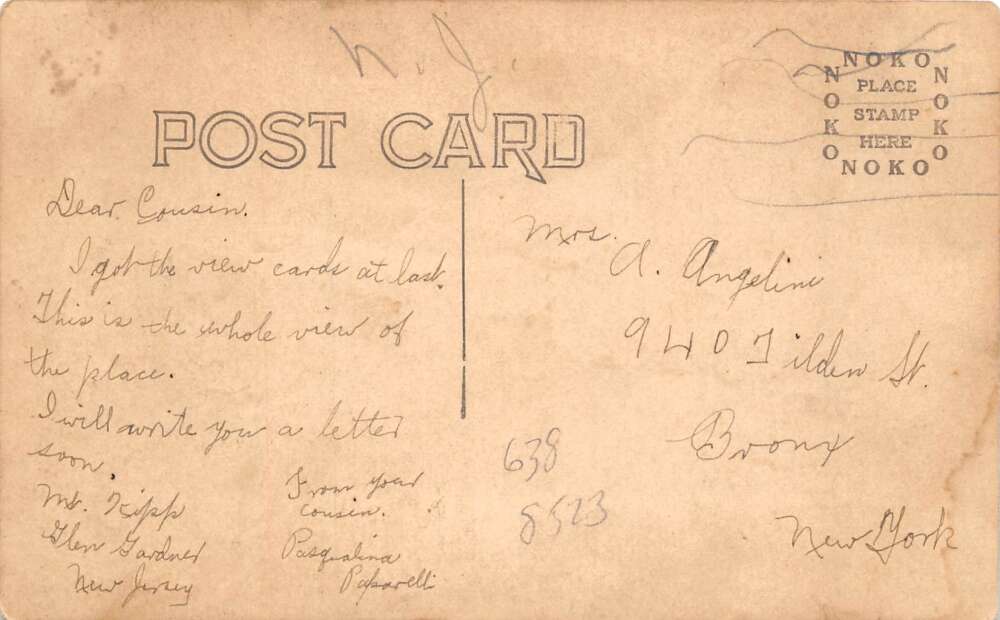 N. J.
POST CARD
NOKO
NOKO
NOKO
NOKO
PLACE
STAMP
HERE
Dear Cousin.
I got the view cards at last.
This is the whole view of
the place.
I will write you a letter
soon.
From your
cousin.
Pasqualina
Mt. Kipp
Glen Gardner
New Jersey
Mrs. A. Angelini
940 Tilden St.
Bronx
New York
638
8523